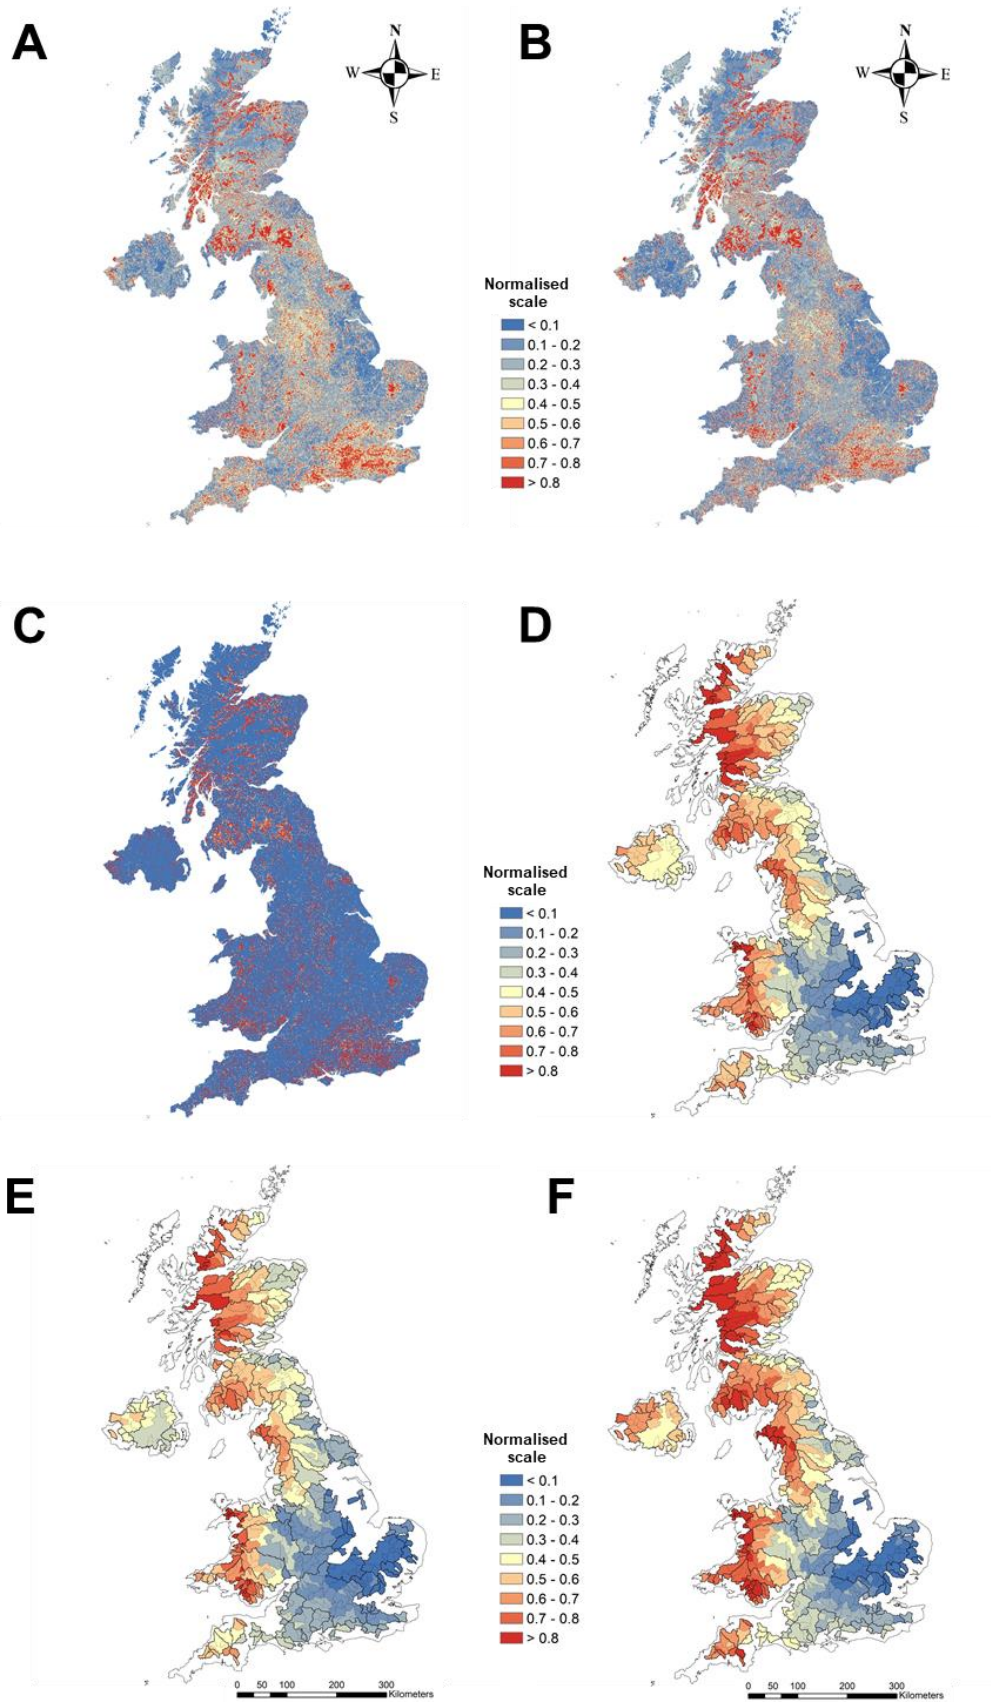 A
B
N
W
E
S
N
W
E
S
Normalised
scale
< 0.1
0.1 - 0.2
0.2 - 0.3
0.3 - 0.4
0.4 - 0.5
0.5 - 0.6
0.6 - 0.7
0.7 - 0.8
> 0.8
C
D
Normalised
scale
< 0.1
0.1 - 0.2
0.2 - 0.3
0.3 - 0.4
0.4 - 0.5
0.5 - 0.6
0.6 - 0.7
0.7 - 0.8
> 0.8
E
F
Normalised
scale
< 0.1
0.1 - 0.2
0.2 - 0.3
0.3 - 0.4
0.4 - 0.5
0.5 - 0.6
0.6 - 0.7
0.7 - 0.8
> 0.8
0 50 100 200 300
Kilometers
0 50 100 200 300
Kilometers